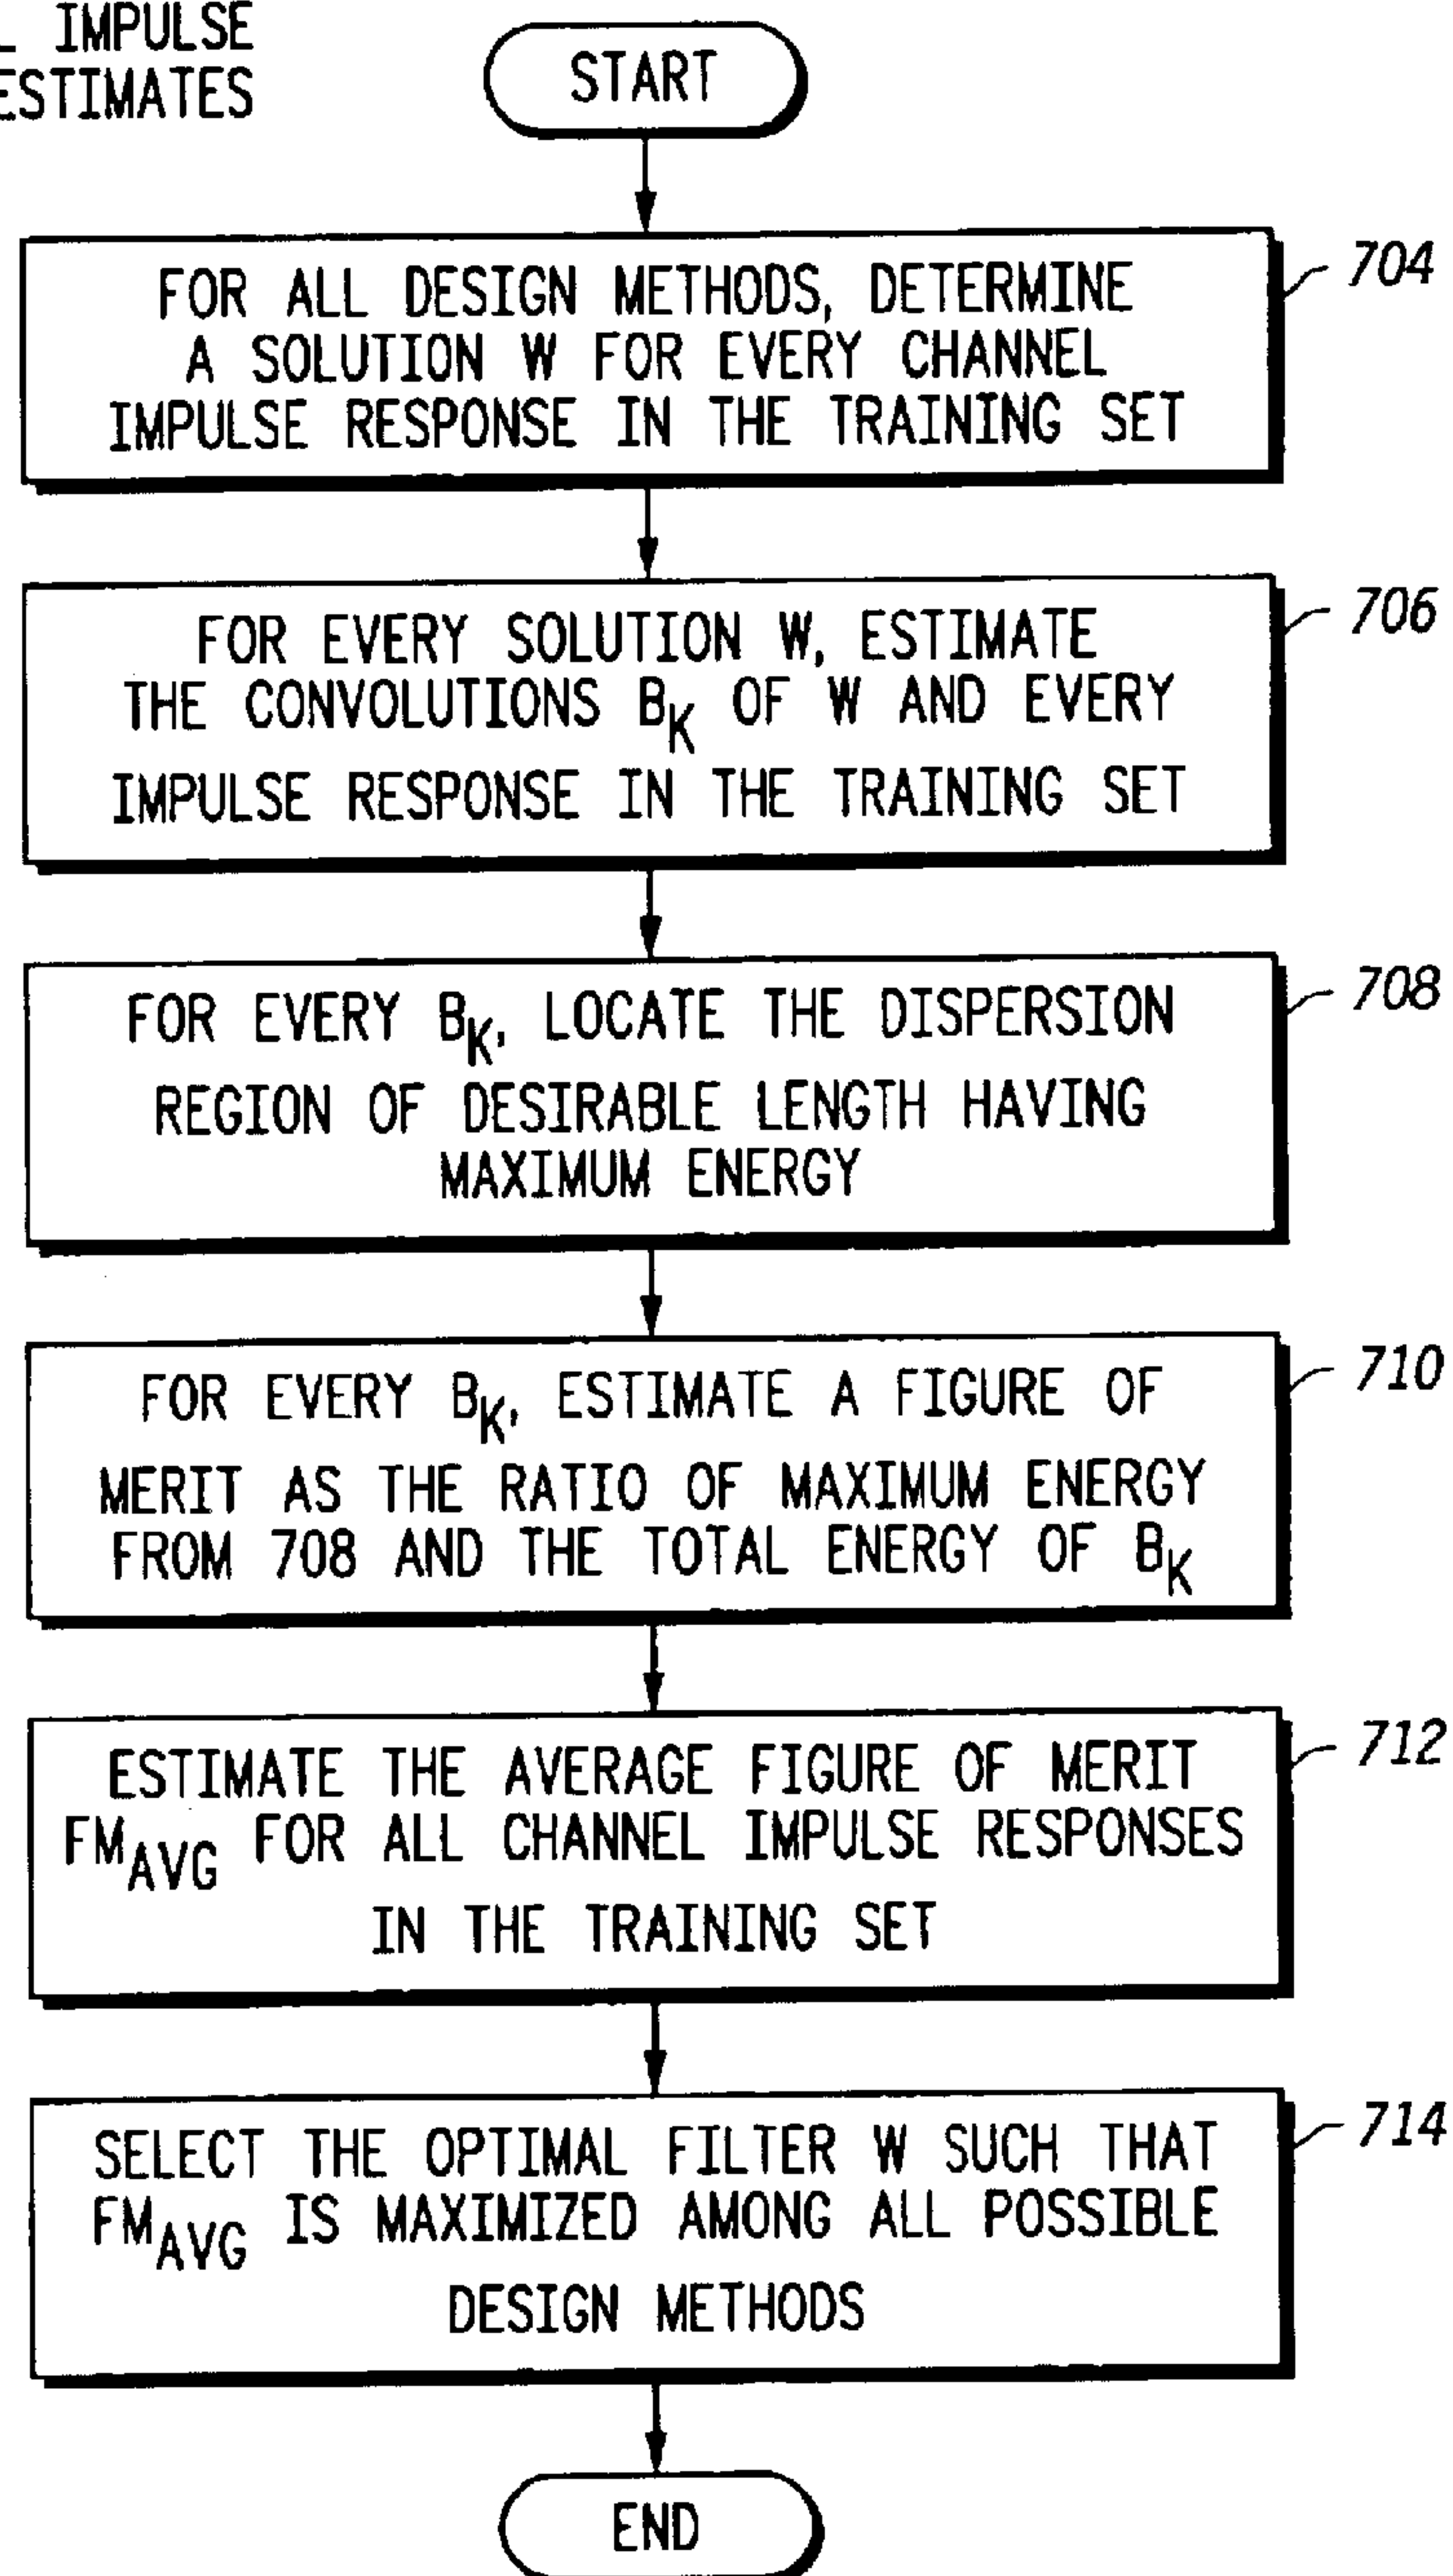 IMPULSE
ESTIMATES
START
FOR ALL DESIGN METHODS, DETERMINE
A SOLUTION W FOR EVERY CHANNEL
IMPULSE RESPONSE IN THE TRAINING SET
704
FOR EVERY SOLUTION W, ESTIMATE
THE CONVOLUTIONS BK OF W AND EVERY
IMPULSE RESPONSE IN THE TRAINING SET
706
FOR EVERY BK, LOCATE THE DISPERSION
REGION OF DESIRABLE LENGTH HAVING
MAXIMUM ENERGY
708
FOR EVERY BK, ESTIMATE A FIGURE OF
MERIT AS THE RATIO OF MAXIMUM ENERGY
FROM 708 AND THE TOTAL ENERGY OF BK
710
ESTIMATE THE AVERAGE FIGURE OF MERIT
FMAVG FOR ALL CHANNEL IMPULSE RESPONSES
IN THE TRAINING SET
712
SELECT THE OPTIMAL FILTER W SUCH THAT
FMAVG IS MAXIMIZED AMONG ALL POSSIBLE
DESIGN METHODS
714
END